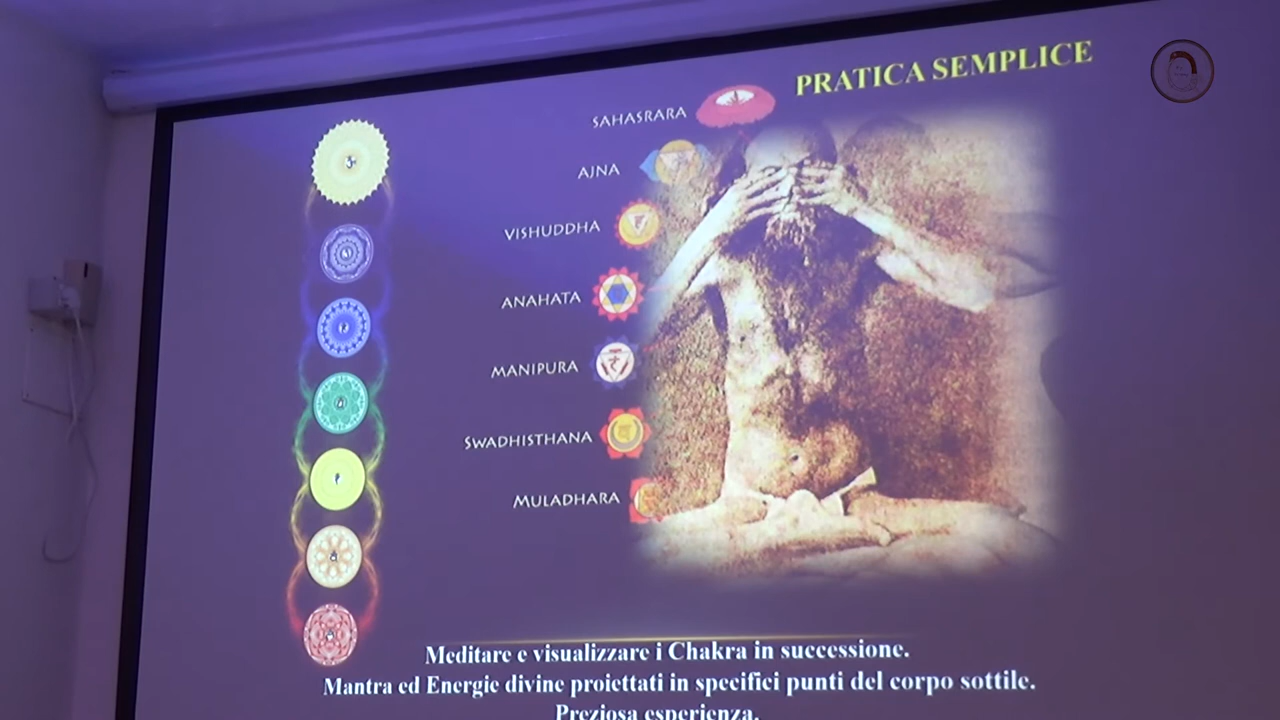 PRATICA SEMPLICE
SAHASRARA
AJNA
VISHUDDHA
ANAHATA
MANIPURA
SWADHISTHANA
MULADHARA
Meditare e visualizzare i Chakra in successione.
Mantra ed Energie divine proiettati in specifici punti del corpo sottile.
Preziosa esperienza.